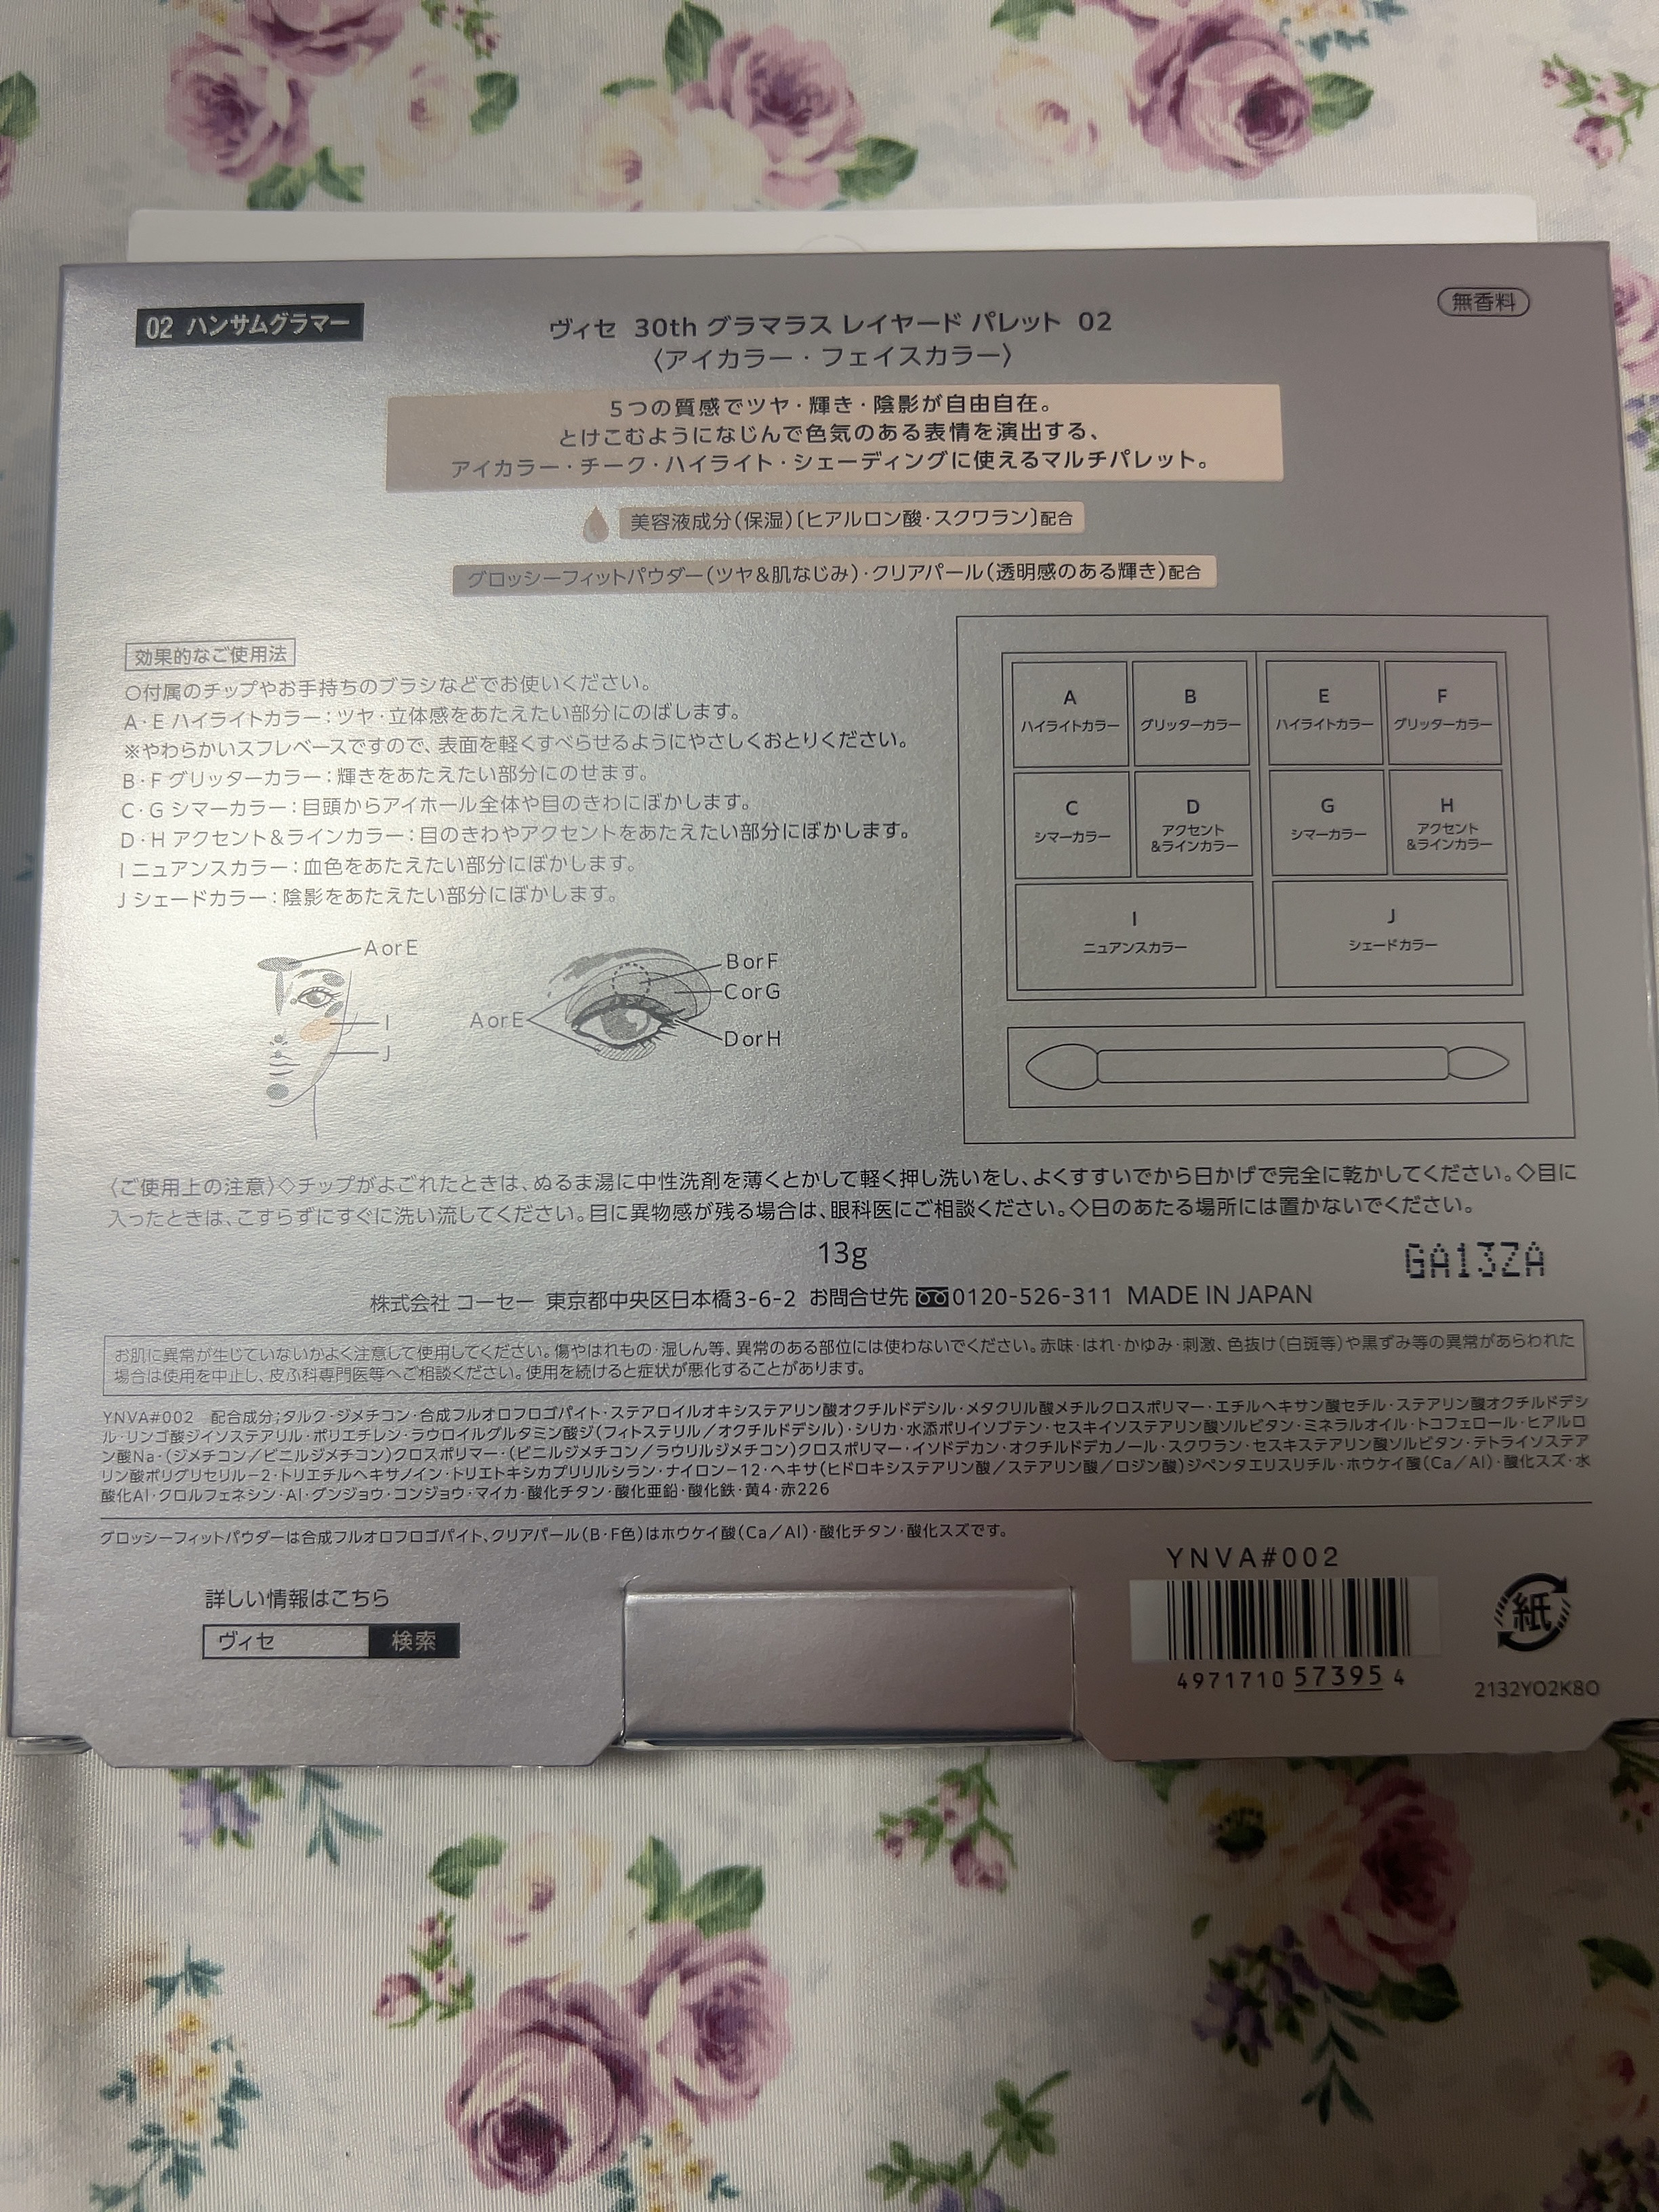 02 ハンサムグラマー
ヴィセ 30th グラマラス レイヤード パレット 02
〈アイカラー・フェイスカラー〉
無香料
5つの質感でツヤ・輝き・陰影が自由自在。
とけこむようになじんで色気のある表情を演出する、
アイカラー・チーク・ハイライト・シェーディングに使えるマルチパレット。
美容液成分(保湿)〔ヒアルロン酸・スクワラン〕配合
グロッシーフィットパウダー(ツヤ&肌なじみ)・クリアパール(透明感のある輝き)配合
効果的なご使用法
○付属のチップやお手持ちのブラシなどでお使いください。
A・E ハイライトカラー:ツヤ・立体感をあたえたい部分にのばします。
※やわらかいスフレベースですので、表面を軽くすべらせるようにやさしくおとりください。
B・F グリッターカラー:輝きをあたえたい部分にのせます。
C・G シマーカラー:目頭からアイホール全体や目のきわにぼかします。
D・H アクセント&ラインカラー:目のきわやアクセントをあたえたい部分にぼかします。
I ニュアンスカラー:血色をあたえたい部分にぼかします。
J シェードカラー:陰影をあたえたい部分にぼかします。
AorE
I
J
AorE
BorF
CorG
DorH
A
ハイライトカラー
B
グリッターカラー
E
ハイライトカラー
F
グリッターカラー
C
シマーカラー
D
アクセント
&ラインカラー
G
シマーカラー
H
アクセント
&ラインカラー
I
ニュアンスカラー
J
シェードカラー
〈ご使用上の注意〉◇チップがよごれたときは、ぬるま湯に中性洗剤を薄くとかして軽く押し洗いをし、よくすすいでから日かげで完全に乾かしてください。◇目に
入ったときは、こすらずにすぐに洗い流してください。目に異物感が残る場合は、眼科医にご相談ください。◇日のあたる場所には置かないでください。
13g
GA13ZA
株式会社 コーセー 東京都中央区日本橋3-6-2 お問合せ先 0120-526-311 MADE IN JAPAN
お肌に異常が生じていないかよく注意して使用してください。傷やはれもの・湿しん等、異常のある部位には使わないでください。赤味・はれ・かゆみ・刺激、色抜け(白斑等)や黒ずみ等の異常があらわれた
場合は使用を中止し、皮ふ科専門医等へご相談ください。使用を続けると症状が悪化することがあります。
YNVA#002 配合成分;タルク・ジメチコン・合成フルオロフロゴパイト・ステアロイルオキシステアリン酸オクチルドデシル・メタクリル酸メチルクロスポリマー・エチルヘキサン酸セチル・ステアリン酸オクチルドデシ
ル・リンゴ酸ジイソステアリル・ポリエチレン・ラウロイルグルタミン酸ジ(フィトステリル/オクチルドデシル)・シリカ・水添ポリイソブテン・セスキイソステアリン酸ソルビタン・ミネラルオイル・トコフェロール・ヒアルロ
ン酸Na・(ジメチコン/ビニルジメチコン)クロスポリマー・(ビニルジメチコン/ラウリルジメチコン)クロスポリマー・イソドデカン・オクチルドデカノール・スクワラン・セスキステアリン酸ソルビタン・テトライソステア
リン酸ポリグリセリル-2・トリエチルヘキサノイン・トリエトキシカプリリルシラン・ナイロン-12・ヘキサ(ヒドロキシステアリン酸/ステアリン酸/ロジン酸)ジペンタエリスリチル・ホウケイ酸(Ca/Al)・酸化スズ・水
酸化Al・クロルフェネシン・Al・グンジョウ・コンジョウ・マイカ・酸化チタン・酸化亜鉛・酸化鉄・黄4・赤226
グロッシーフィットパウダーは合成フルオロフロゴパイト、クリアパール(B・F色)はホウケイ酸(Ca/Al)・酸化チタン・酸化スズです。
詳しい情報はこちら
ヴィセ 検索
YNVA#002
4971710 57395 4
紙
2132YO2K8O